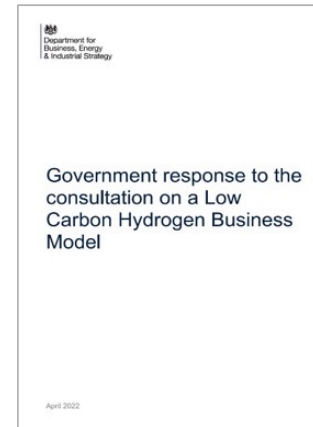 Department for
Business, Energy
& Industrial Strategy
Government response to the
consultation on a Low
Carbon Hydrogen Business
Model
April 2022